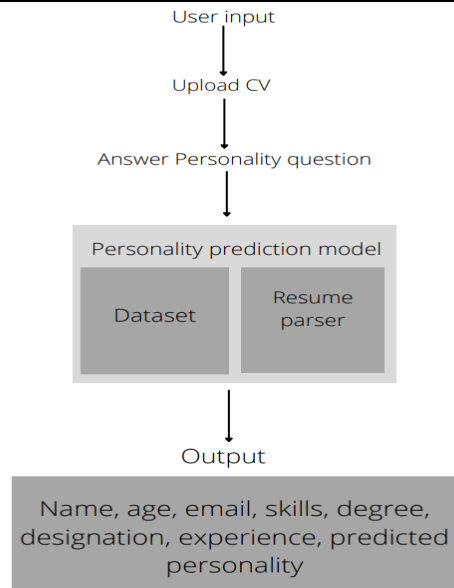 User input
Upload CV
Answer Personality question
Personality prediction model
Dataset
Resume
parser
Output
Name, age, email, skills, degree,
designation, experience, predicted
personality